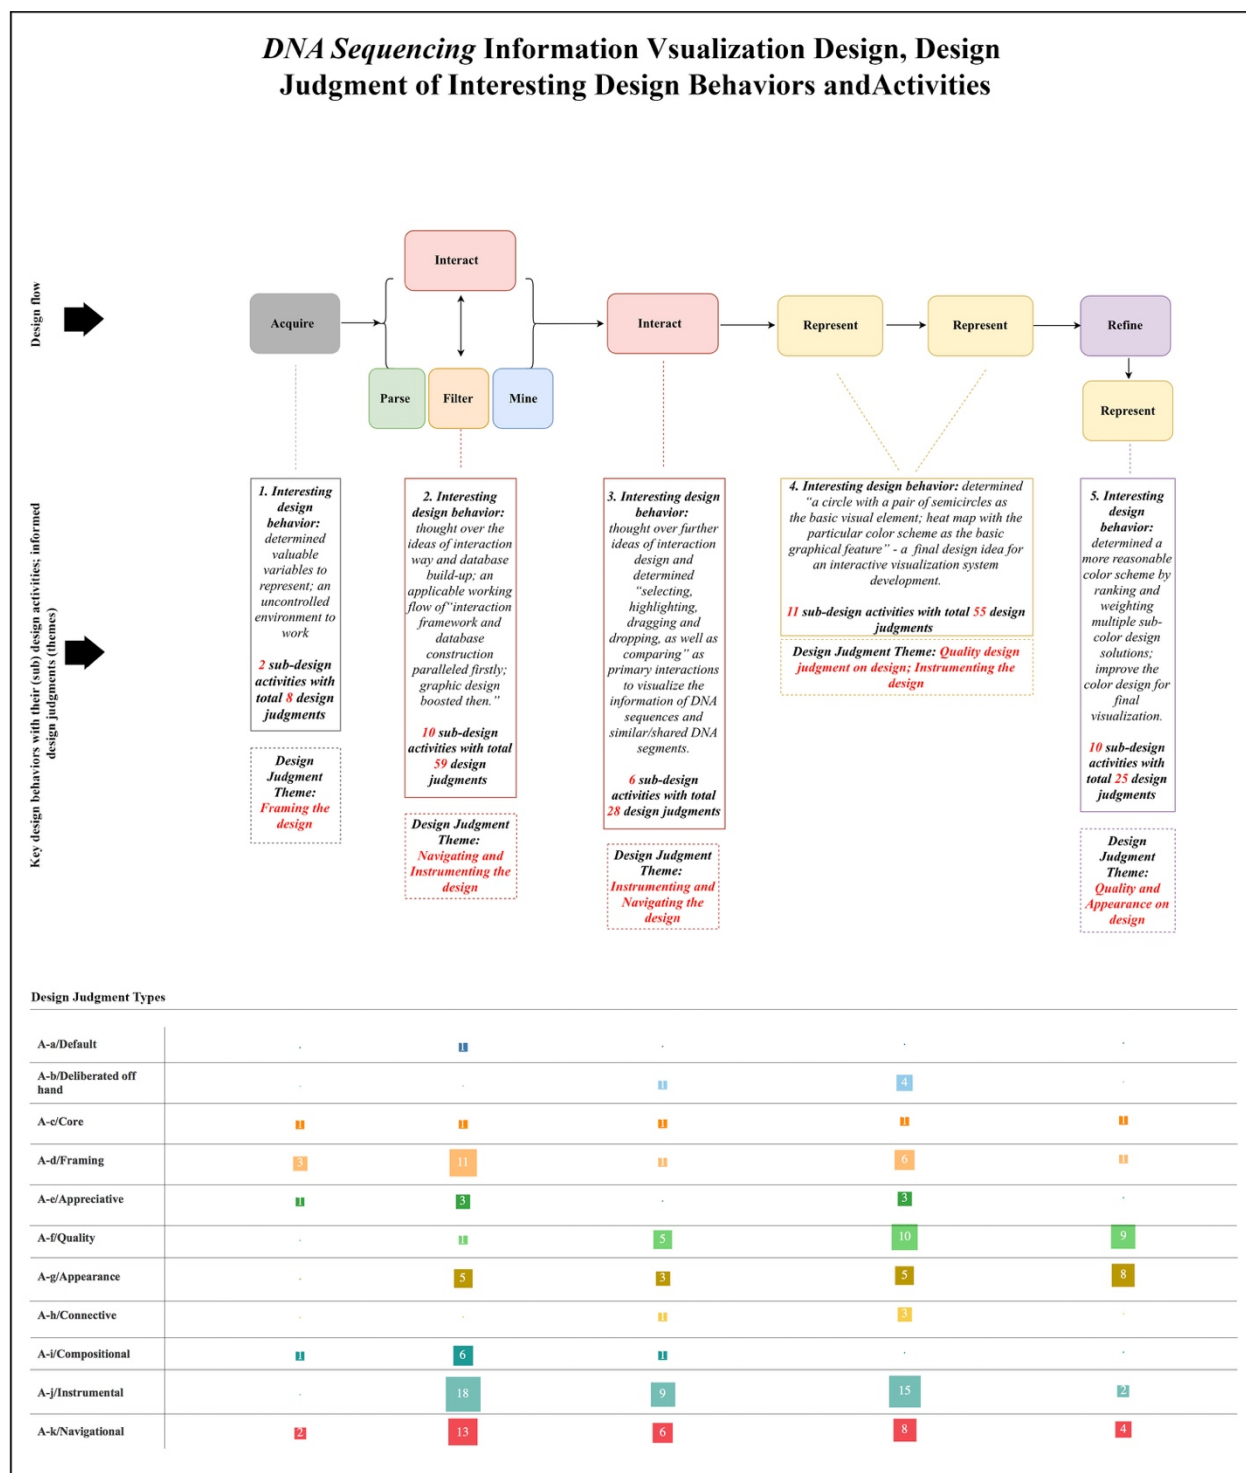 DNA Sequencing Information Vsualization Design, Design
Judgment of Interesting Design Behaviors andActivities
Design flow
Acquire
Interact
Parse
Filter
Mine
Interact
Represent
Represent
Refine
Represent
Key design behaviors with their (sub) design activities; informed
design judgments (themes)
1. Interesting
design
behavior:
determined
valuable
variables to
represent; an
uncontrolled
environment to
work
2 sub-design
activities with
total 8 design
judgments
Design
Judgment
Theme:
Framing the
design
2. Interesting
design behavior:
thought over the
ideas of interaction
way and database
build-up; an
applicable working
flow of “interaction
framework and
database
construction
paralleled firstly;
graphic design
boosted then.”
10 sub-design
activities with total
59 design
judgments
Design Judgment
Theme:
Navigating and
Instrumenting the
design
3. Interesting design
behavior:
thought over further
ideas of interaction
design and
determined
“selecting,
highlighting,
dragging and
dropping, as well as
comparing” as
primary interactions
to visualize the
information of DNA
sequences and
similar/shared DNA
segments.
6 sub-design
activities with total
28 design judgments
Design Judgment
Theme:
Instrumenting and
Navigating the
design
4. Interesting design behavior: determined
“a circle with a pair of semicircles as
the basic visual element; heat map with the
particular color scheme as the basic
graphical feature” - a final design idea for
an interactive visualization system
development.
11 sub-design activities with total 55 design
judgments
Design Judgment Theme: Quality design
judgment on design; Instrumenting the
design
5. Interesting
design
behavior:
determined a
more reasonable
color scheme by
ranking and
weighting
multiple sub-
color design
solutions;
improve the
color design for
final
visualization.
10 sub-design
activities with
total 25 design
judgments
Design
Judgment
Theme:
Quality and
Appearance on
design
Design Judgment Types
A-a/Default
1
A-b/Deliberated off
hand
1 4
A-c/Core
1 1 1 1 1
A-d/Framing
3 11 1 6 1
A-e/Appreciative
1 3 3
A-f/Quality
1 5 10 9
A-g/Appearance
5 3 5 8
A-h/Connective
1 3
A-i/Compositional
1 6 1
A-j/Instrumental
18 9 15 2
A-k/Navigational
2 13 6 8 4